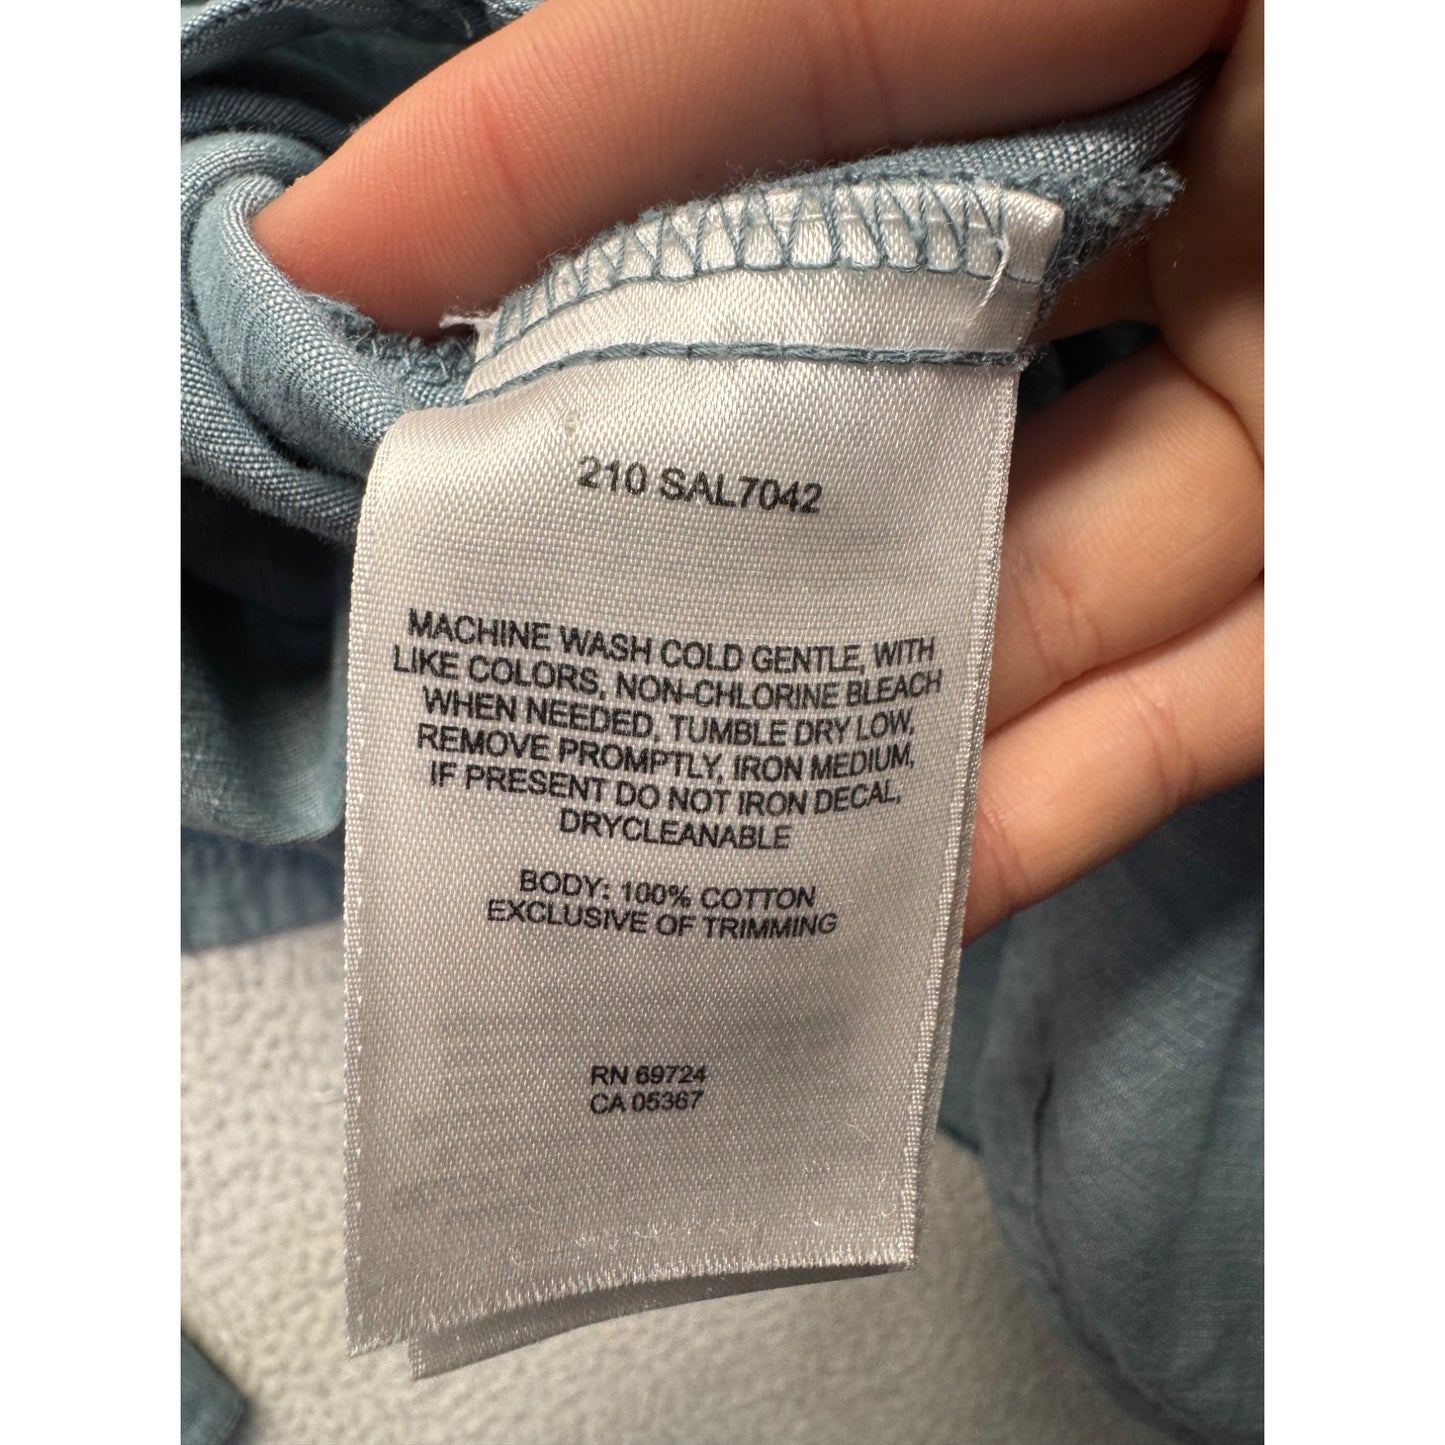 210 SAL7042
MACHINE WASH COLD GENTLE, WITH
LIKE COLORS, NON-CHLORINE BLEACH
WHEN NEEDED, TUMBLE DRY LOW,
REMOVE PROMPTLY, IRON MEDIUM,
IF PRESENT DO NOT IRON DECAL,
DRYCLEANABLE
BODY: 100% COTTON
EXCLUSIVE OF TRIMMING
RN 69724
CA 05367